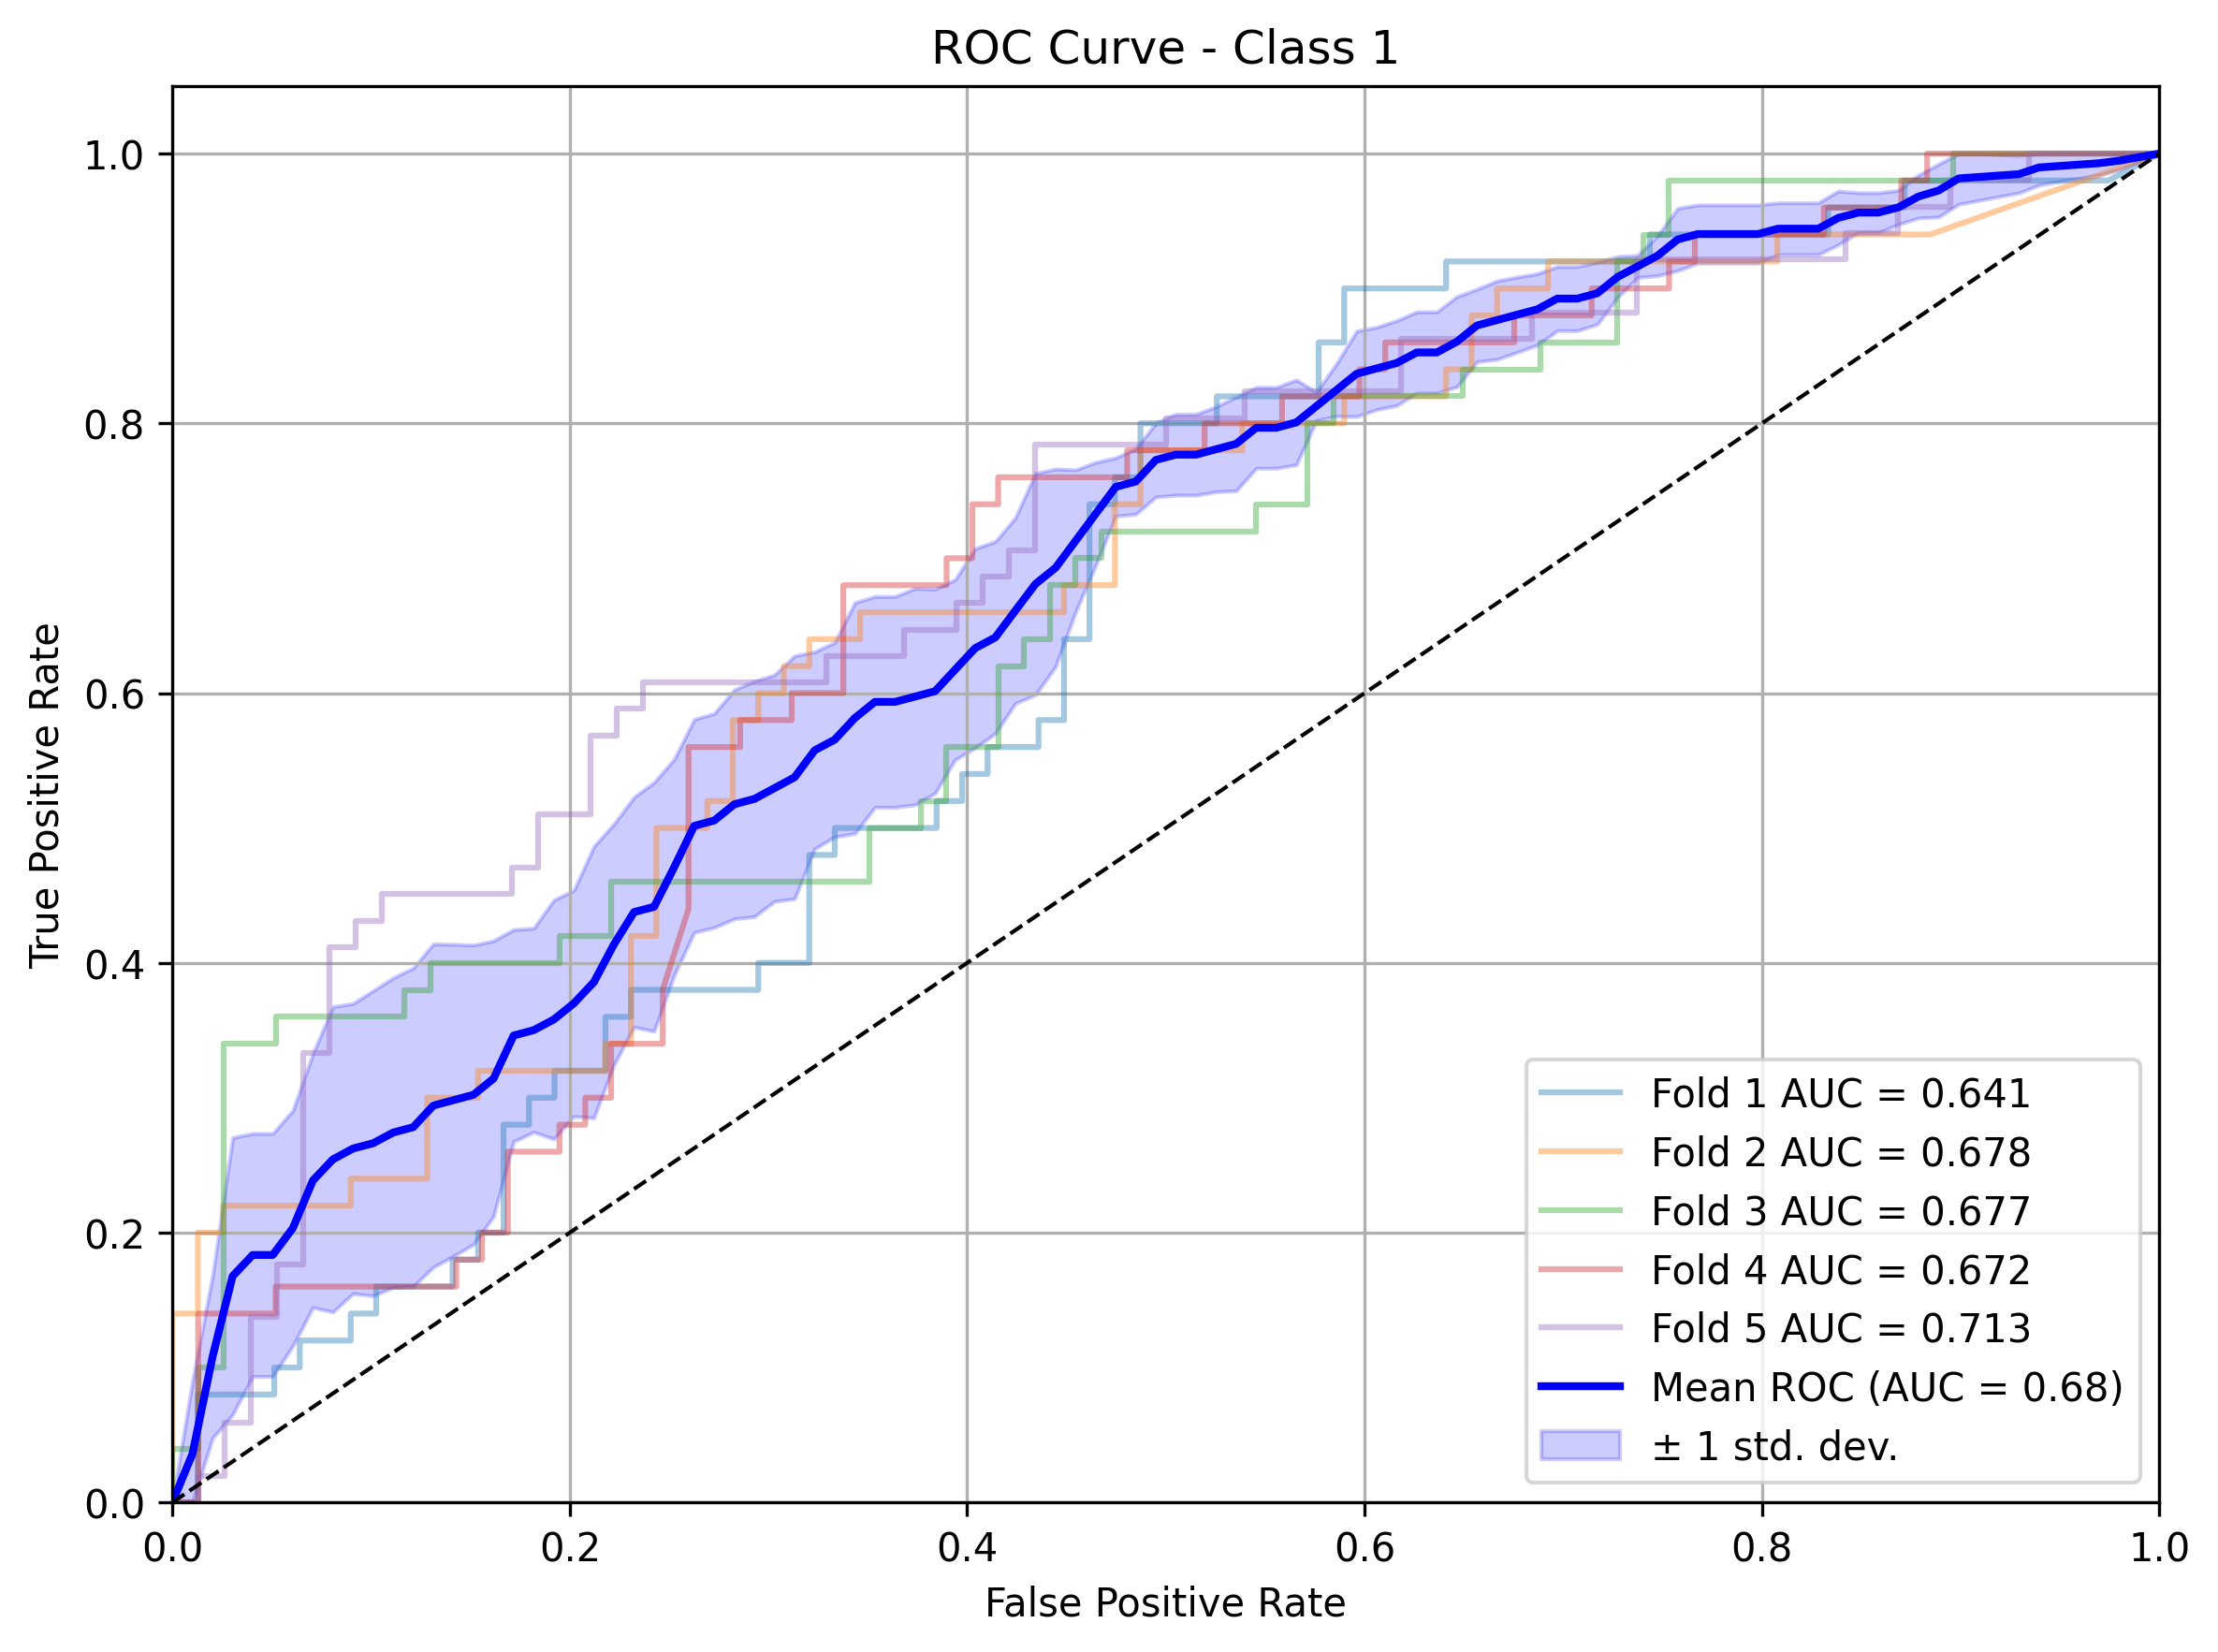 ROC Curve - Class 1
True Positive Rate
1.0
0.8
0.6
0.4
0.2
0.0
0.0 0.2 0.4 0.6 0.8 1.0
False Positive Rate
Fold 1 AUC = 0.641
Fold 2 AUC = 0.678
Fold 3 AUC = 0.677
Fold 4 AUC = 0.672
Fold 5 AUC = 0.713
Mean ROC (AUC = 0.68)
± 1 std. dev.